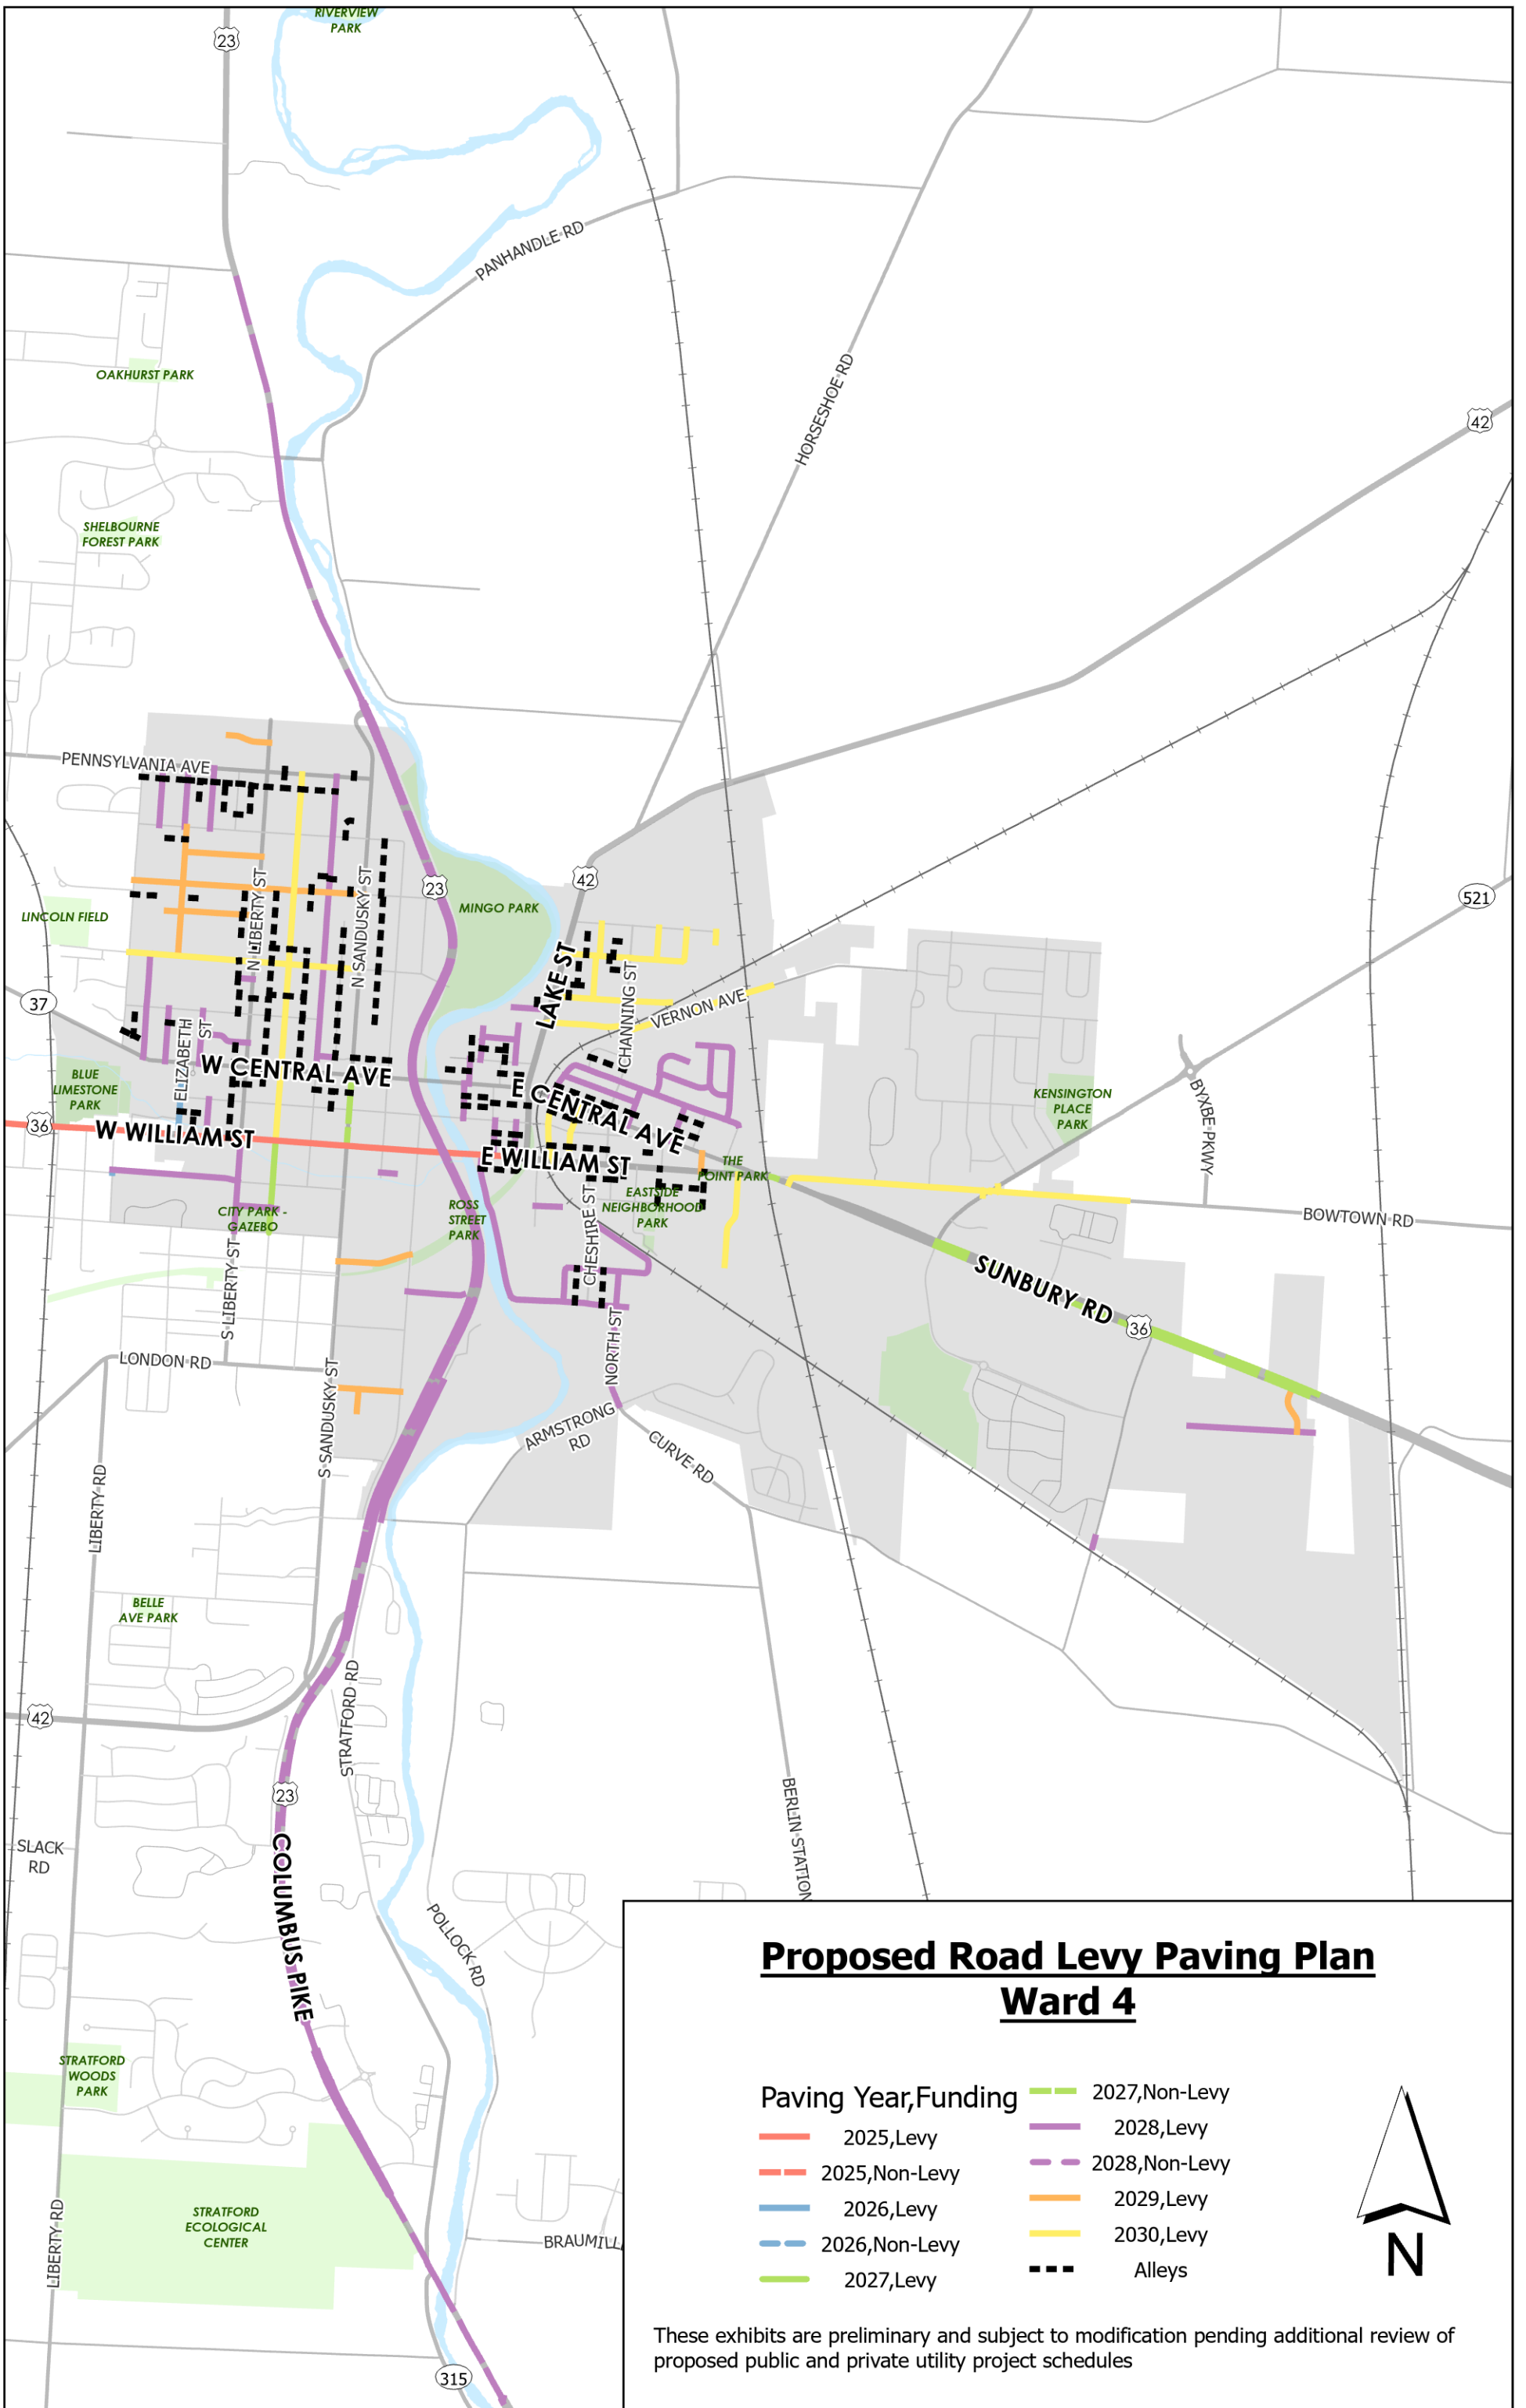 RIVERVIEW
PARK
23
PANHANDLE RD
OAKHURST PARK
HORSESHOE RD
42
SHELBOURNE
FOREST PARK
PENNSYLVANIA AVE
N LIBERTY ST
N SANDUSKY ST
23
42
521
MINGO PARK
LINCOLN FIELD
LAKE ST
CHANNING ST
VERNON AVE
37
ELIZABETH
ST
W CENTRAL AVE
BLUE
LIMESTONE
PARK
E CENTRAL AVE
KENSINGTON
PLACE
PARK
BYXBE PKWY
36
W WILLIAM ST
E WILLIAM ST
THE
POINT PARK
CITY PARK -
GAZEBO
ROSS
STREET
PARK
CHESHIRE ST
EASTSIDE
NEIGHBORHOOD
PARK
BOWTOWN RD
S LIBERTY ST
SUNBURY RD
36
LONDON RD
NORTH ST
S SANDUSKY ST
ARMSTRONG
RD
CURVE RD
LIBERTY RD
BELLE
AVE PARK
STRATFORD RD
42
23
BERLIN STATION
SLACK
RD
COLUMBUS PIKE
POLLOCK RD
STRATFORD
WOODS
PARK
STRATFORD
ECOLOGICAL
CENTER
LIBERTY RD
315
Proposed Road Levy Paving Plan
Ward 4
Paving Year,Funding
2025,Levy
2025,Non-Levy
2026,Levy
2026,Non-Levy
2027,Levy
2027,Non-Levy
2028,Levy
2028,Non-Levy
2029,Levy
2030,Levy
Alleys
N
These exhibits are preliminary and subject to modification pending additional review of
proposed public and private utility project schedules